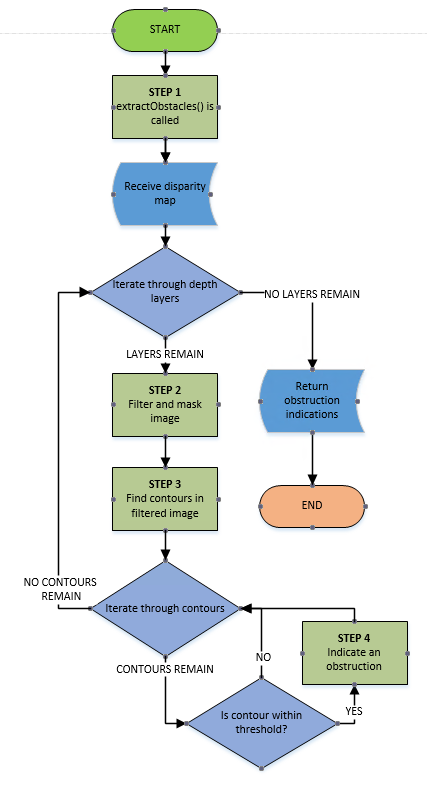 START
STEP 1
extractObstacles() is
called
Receive disparity
map
Iterate through depth
layers
NO LAYERS REMAIN
LAYERS REMAIN
STEP 2
Filter and mask
image
Return
obstruction
indications
STEP 3
Find contours in
filtered image
END
NO CONTOURS
REMAIN
Iterate through contours
STEP 4
Indicate an
obstruction
CONTOURS REMAIN
NO
YES
Is contour within
threshold?